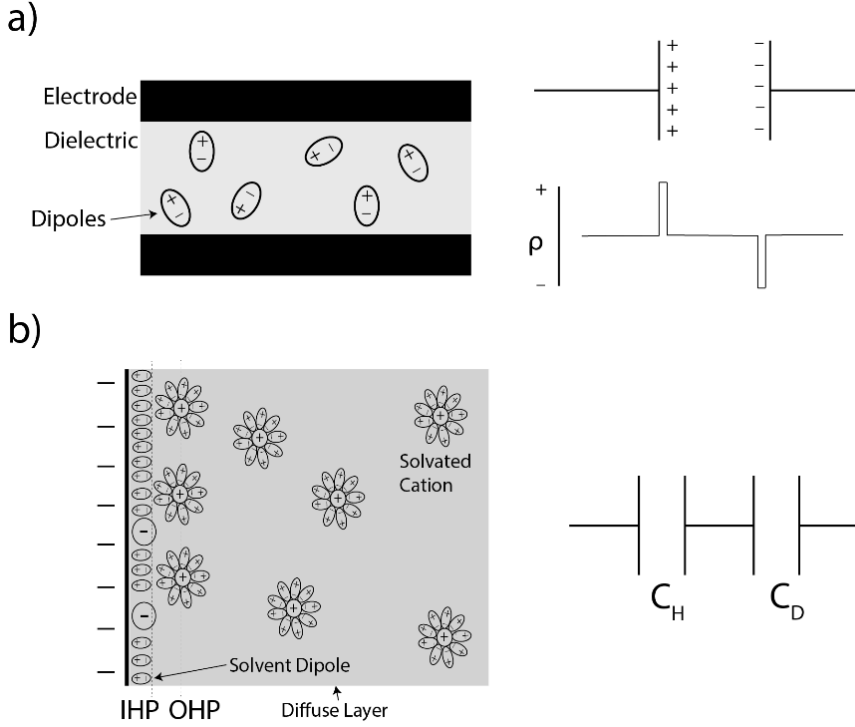 a)
Electrode
Dielectric
Dipoles
+ −
+ −
+ −
+ −
+ −
+
ρ
−
b)
Solvated
Cation
C_H C_D
Solvent Dipole
IHP OHP
Diffuse Layer